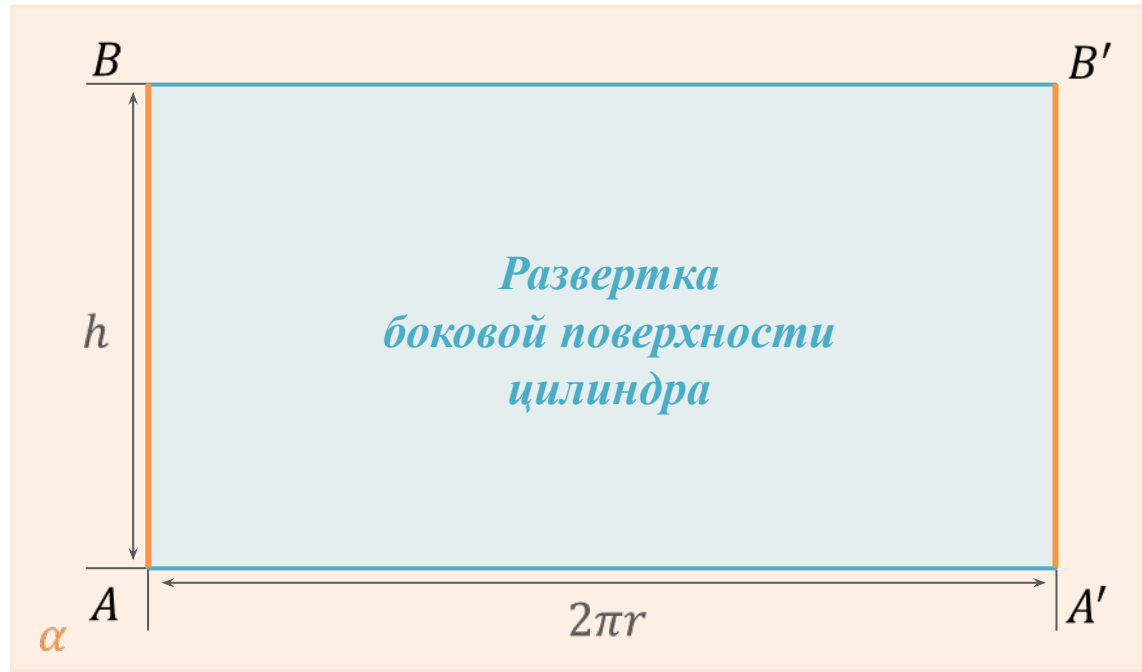 B
B′
Развертка
боковой поверхности
цилиндра
h
A
A′
2πr
α